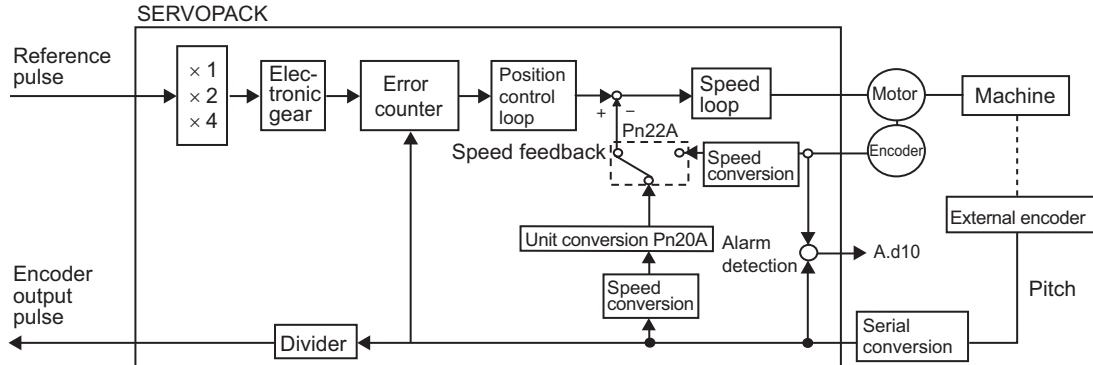 SERVOPACK
Reference
pulse
× 1
× 2
× 4
Elec-
tronic
gear
Error
counter
Position
control
loop
+
−
Speed
loop
Motor
Machine
Pn22A
Speed feedback
Speed
conversion
Encoder
External encoder
Unit conversion Pn20A
Alarm
detection
A.d10
Encoder
output
pulse
Speed
conversion
Pitch
Divider
Serial
conversion